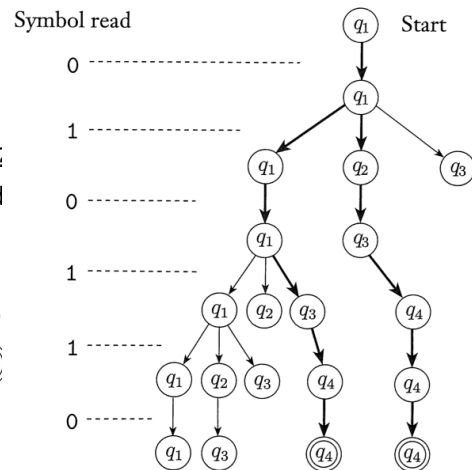 Symbol read q₁ Start
0
q₁
1
q₁ q₂ q₃
0
q₁ q₃
1
q₁ q₂ q₃ q₄
1
q₁ q₂ q₃ q₄ q₄
0
q₁ q₃ q₄ q₄